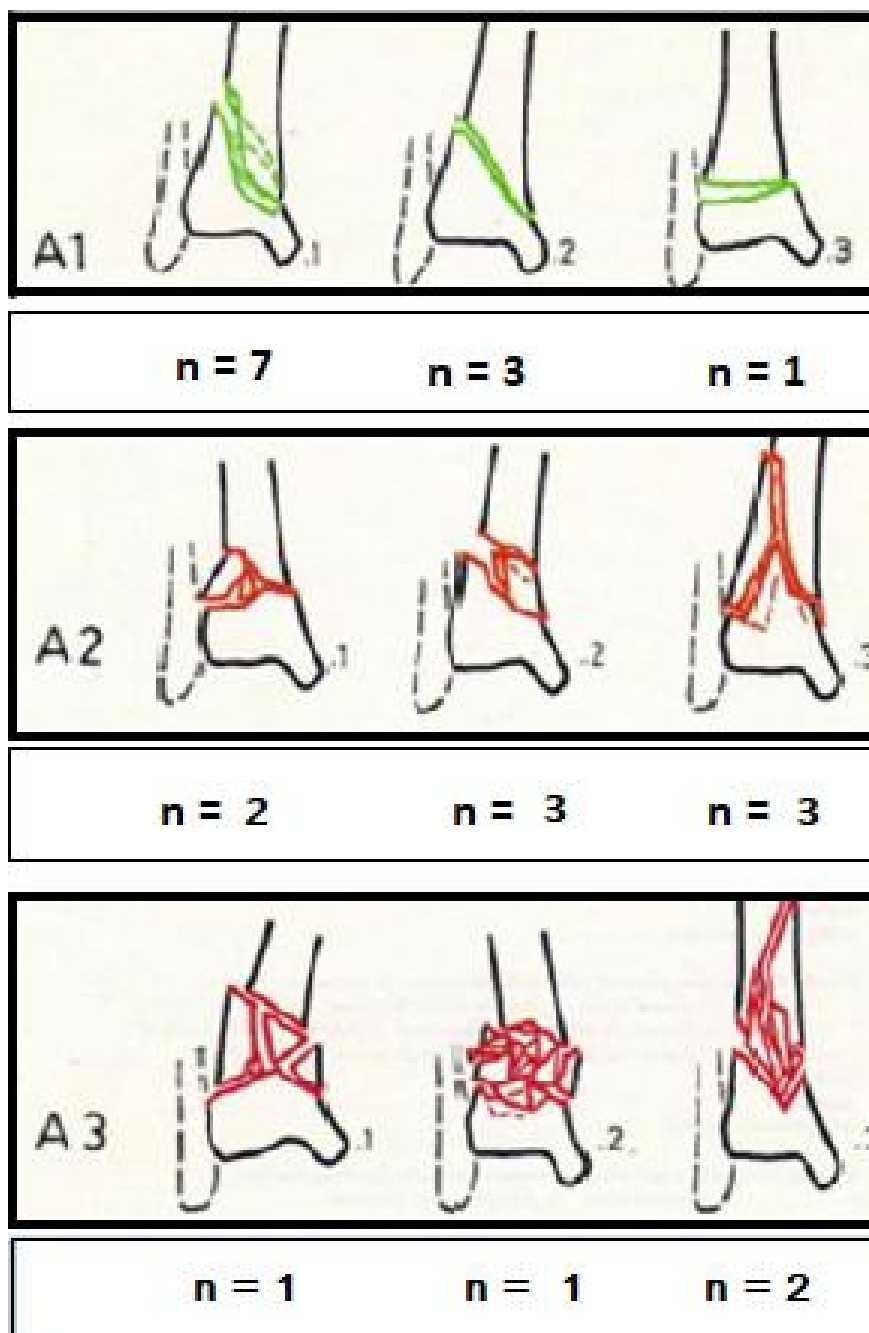 A1 .1 .2 .3
n = 7 n = 3 n = 1
A2 .1 .2
n = 2 n = 3 n = 3
A3 .1 .2.
n = 1 n = 1 n = 2